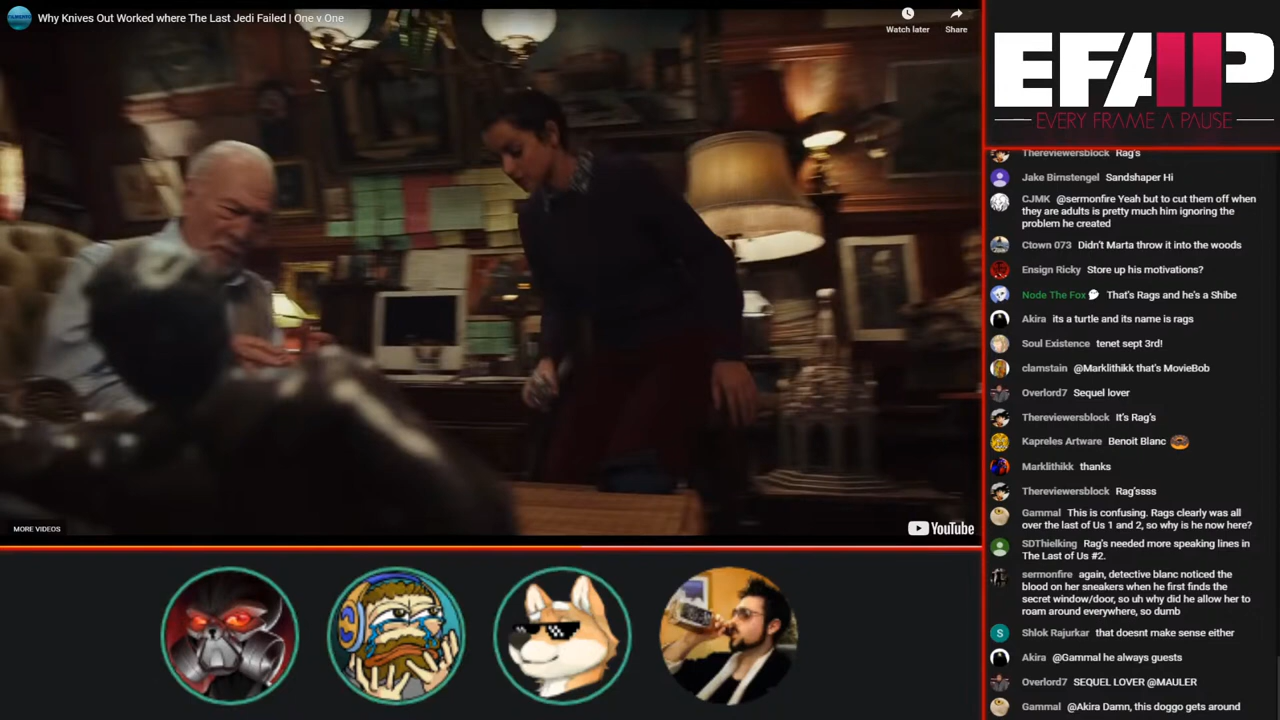 Why Knives Out Worked where The Last Jedi Failed | One v One
Watch later
Share
MORE VIDEOS
YouTube
EFAP
EVERY FRAME A PAUSE
Thereviewersblock Rag's
Jake Birnstengel Sandshaper Hi
CJMK @sermonfire Yeah but to cut them off when
they are adults is pretty much him ignoring the
problem he created
Ctown 073 Didn't Marta throw it into the woods
Ensign Ricky Store up his motivations?
Node The Fox That's Rags and he's a Shibe
Akira its a turtle and its name is rags
Soul Existence tenet sept 3rd!
clamstain @Marklithikk that's MovieBob
Overlord7 Sequel lover
Thereviewersblock It's Rag's
Kapreles Artware Benoit Blanc
Marklithikk thanks
Thereviewersblock Rag'ssss
Gammal This is confusing. Rags clearly was all
over the last of Us 1 and 2, so why is he now here?
SDThielking Rag's needed more speaking lines in
The Last of Us #2.
sermonfire again, detective blanc noticed the
blood on her sneakers when he first finds the
secret window/door, so uh why did he allow her to
roam around everywhere, so dumb
S
Shlok Rajurkar that doesnt make sense either
Akira @Gammal he always guests
Overlord7 SEQUEL LOVER @MAULER
Gammal @Akira Damn, this doggo gets around